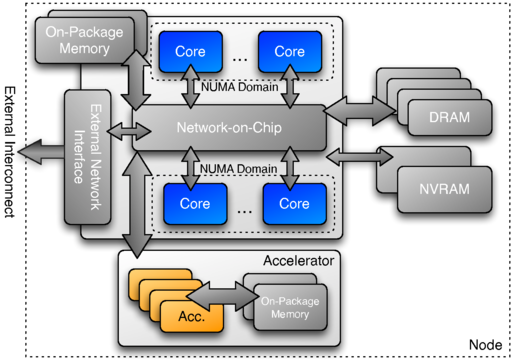 On-Package
Memory
Core
...
Core
NUMA Domain
External Interconnect
External Network
Interface
Network-on-Chip
DRAM
NUMA Domain
Core
...
Core
NVRAM
Accelerator
Acc.
On-Package
Memory
Node